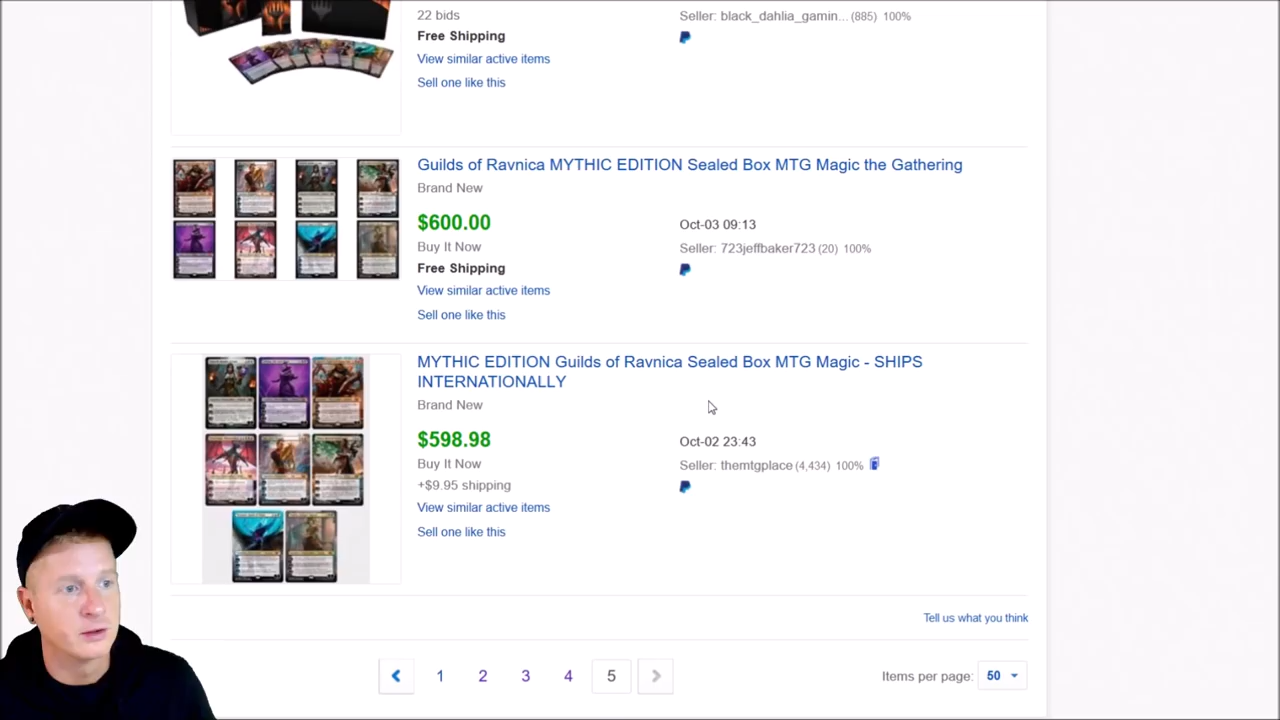 22 bids
Seller: black_dahlia_gamin... (885) 100%
Free Shipping
View similar active items
Sell one like this
Guilds of Ravnica MYTHIC EDITION Sealed Box MTG Magic the Gathering
Brand New
$600.00
Oct-03 09:13
Buy It Now
Seller: 723jeffbaker723 (20) 100%
Free Shipping
View similar active items
Sell one like this
MYTHIC EDITION Guilds of Ravnica Sealed Box MTG Magic - SHIPS
INTERNATIONALLY
Brand New
$598.98
Oct-02 23:43
Buy It Now
Seller: themtgplace (4,434) 100%
+$9.95 shipping
View similar active items
Sell one like this
Tell us what you think
1 2 3 4 5
Items per page: 50